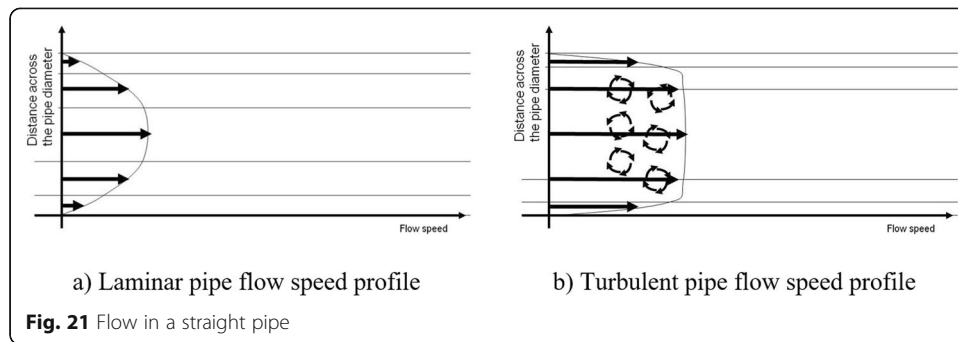 Distance across
the pipe diameter
Flow speed
Distance across
the pipe diameter
Flow speed
a) Laminar pipe flow speed profile
b) Turbulent pipe flow speed profile
Fig. 21 Flow in a straight pipe